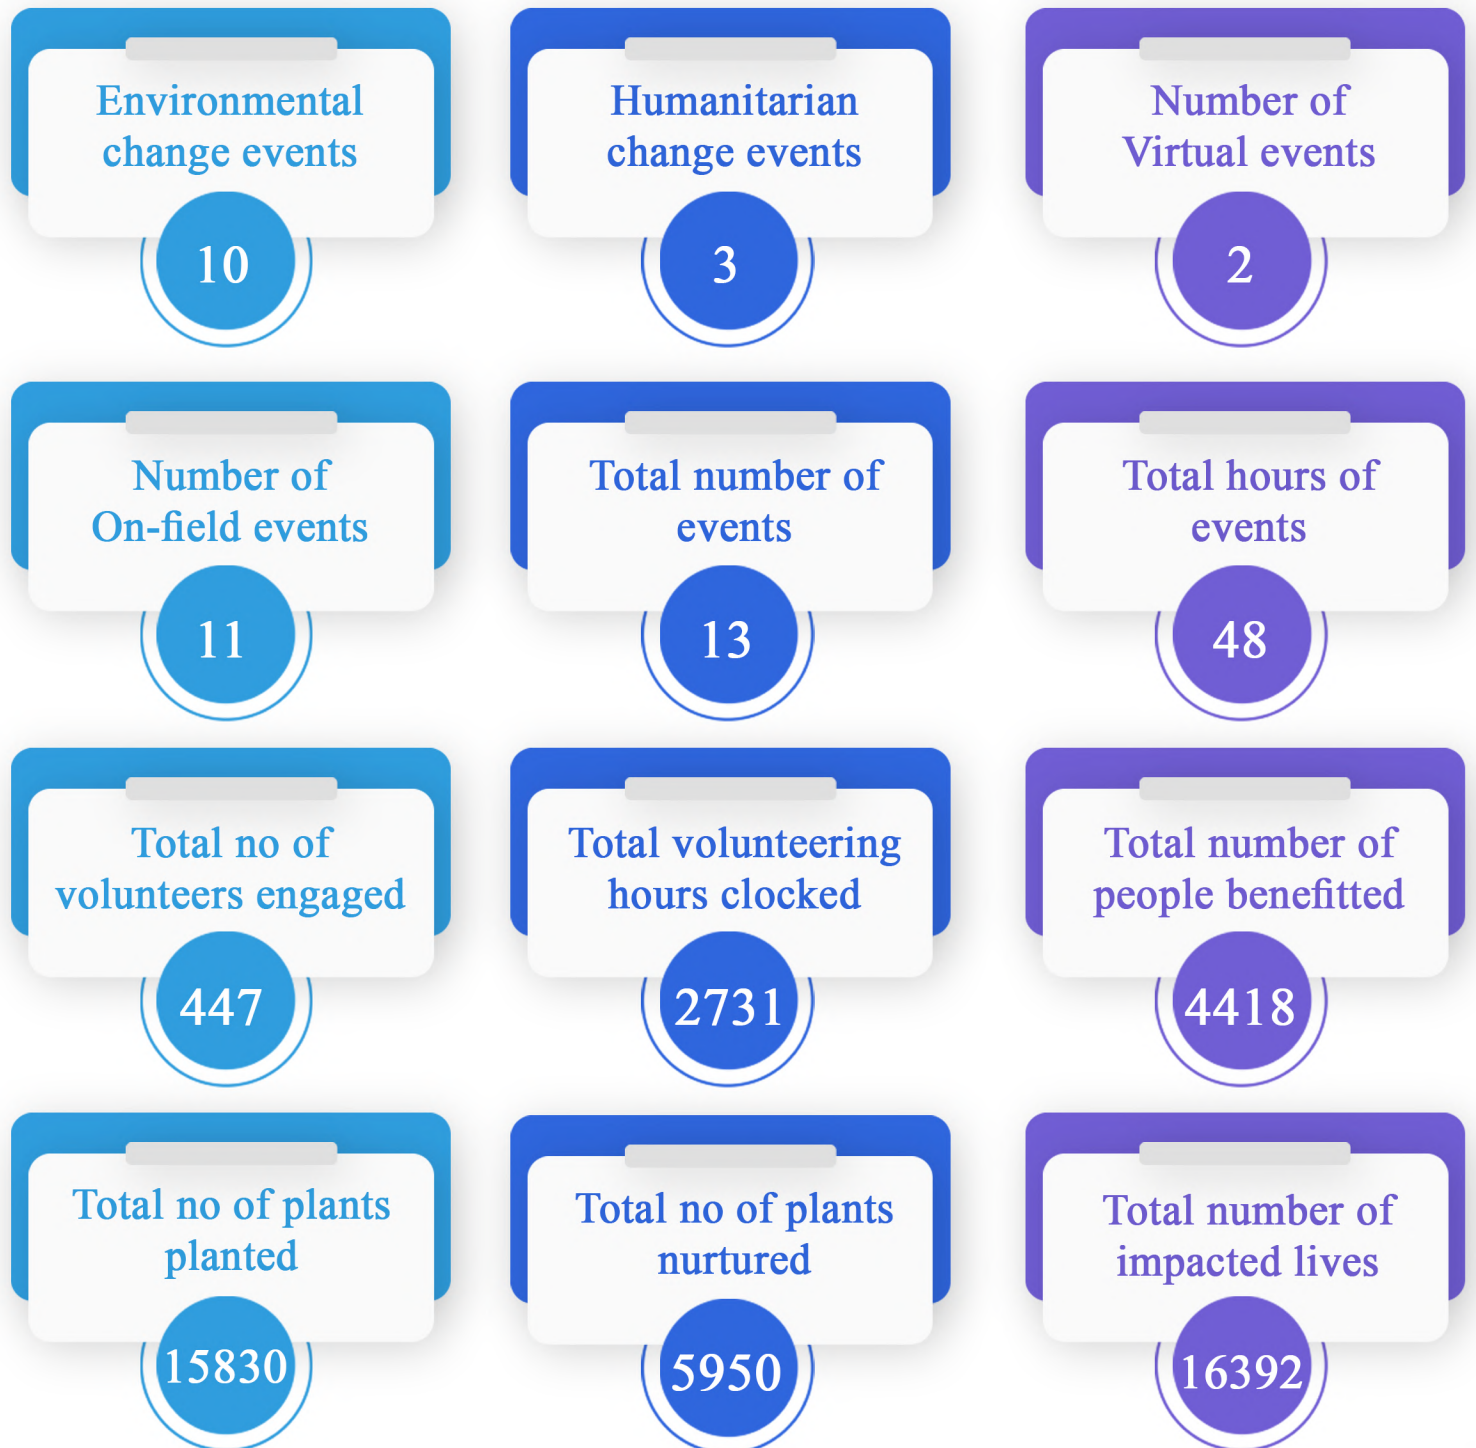 Environmental
change events
10
Humanitarian
change events
3
Number of
Virtual events
2
Number of
On-field events
11
Total number of
events
13
Total hours of
events
48
Total no of
volunteers engaged
447
Total volunteering
hours clocked
2731
Total number of
people benefitted
4418
Total no of plants
planted
15830
Total no of plants
nurtured
5950
Total number of
impacted lives
16392